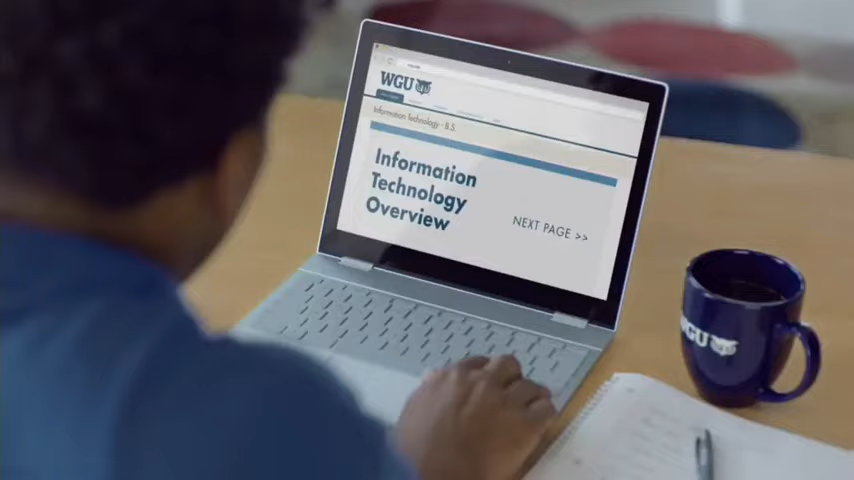 WGU
Information Technology - B.S.
Information
Technology
Overview
NEXT PAGE >>
WGU